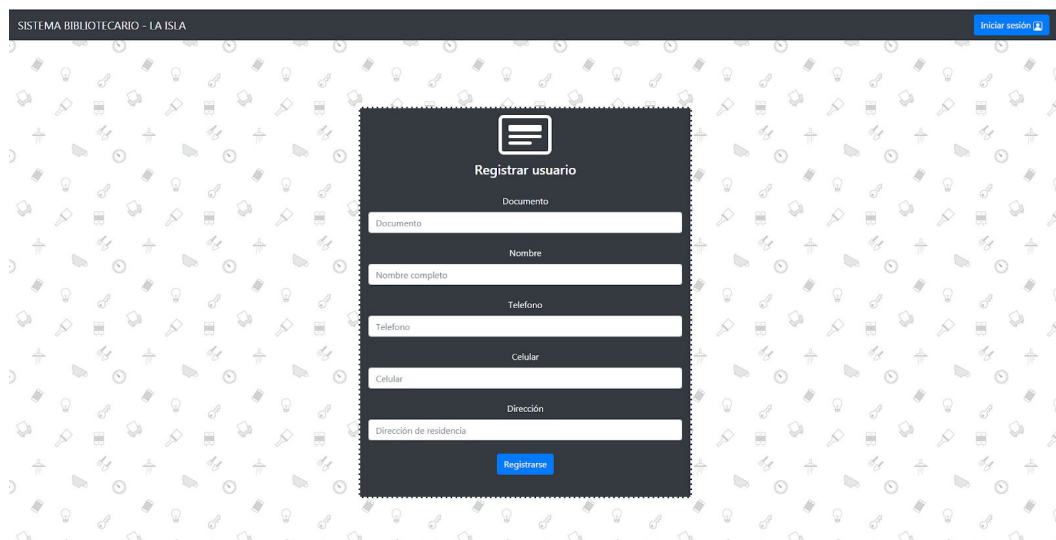 SISTEMA BIBLIOTECARIO - LA ISLA
Iniciar sesión
Registrar usuario
Documento
Documento
Nombre
Nombre completo
Telefono
Telefono
Celular
Celular
Dirección
Dirección de residencia
Registrarse